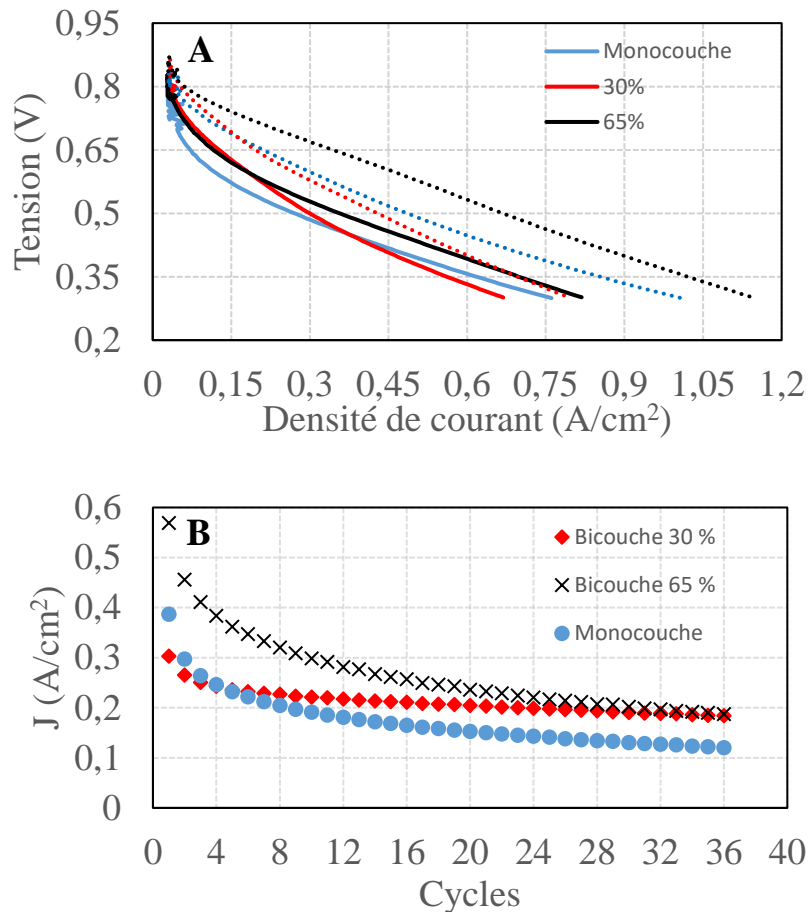 0,95
A
Monocouche
0,8
30%
65%
0,65
Tension (V)
0,5
0,35
0,2
0 0,15 0,3 0,45 0,6 0,75 0,9 1,05 1,2
Densité de courant (A/cm²)
0,6
B
Bicouche 30 %
0,5
Bicouche 65 %
0,4
Monocouche
0,3
J (A/cm²)
0,2
0,1
0
0 4 8 12 16 20 24 28 32 36 40
Cycles